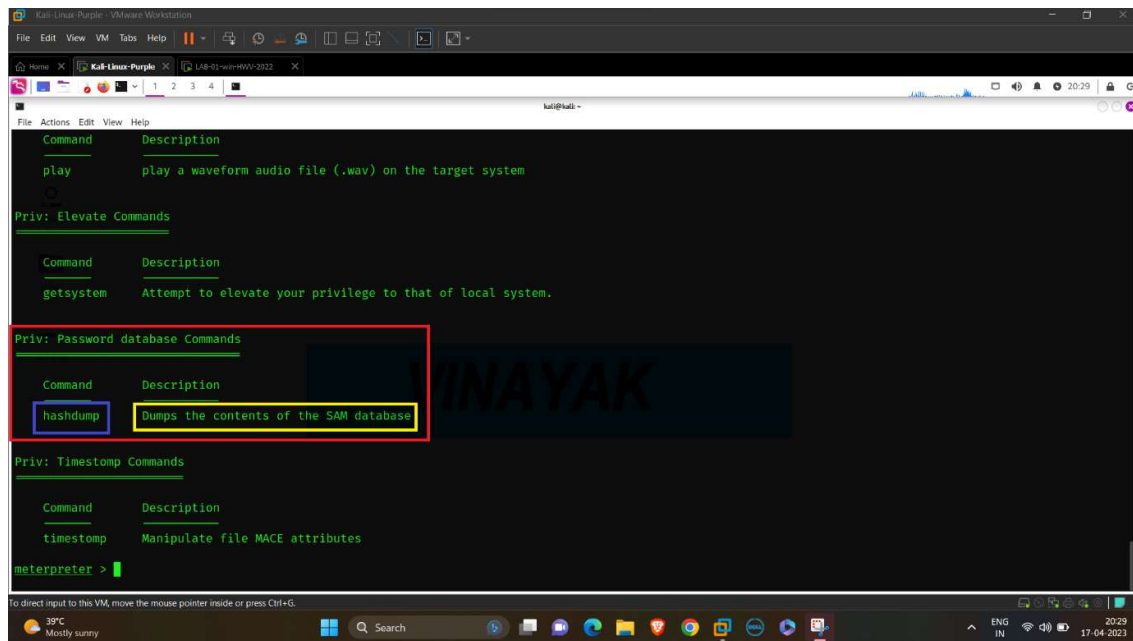 Kali-Linux-Purple - VMware Workstation
File Edit View VM Tabs Help
Home Kali-Linux-Purple LAB-01-win-HWV-2022
1 2 3 4 20:29
kali@kali: ~
File Actions Edit View Help
Command Description
play play a waveform audio file (.wav) on the target system
Priv: Elevate Commands
Command Description
getsystem Attempt to elevate your privilege to that of local system.
Priv: Password database Commands
Command Description
hashdump Dumps the contents of the SAM database
VINAYAK
Priv: Timestomp Commands
Command Description
timestomp Manipulate file MACE attributes
meterpreter >
To direct input to this VM, move the mouse pointer inside or press Ctrl+G.
39°C
Mostly sunny
Search
ENG
IN
20:29
17-04-2023